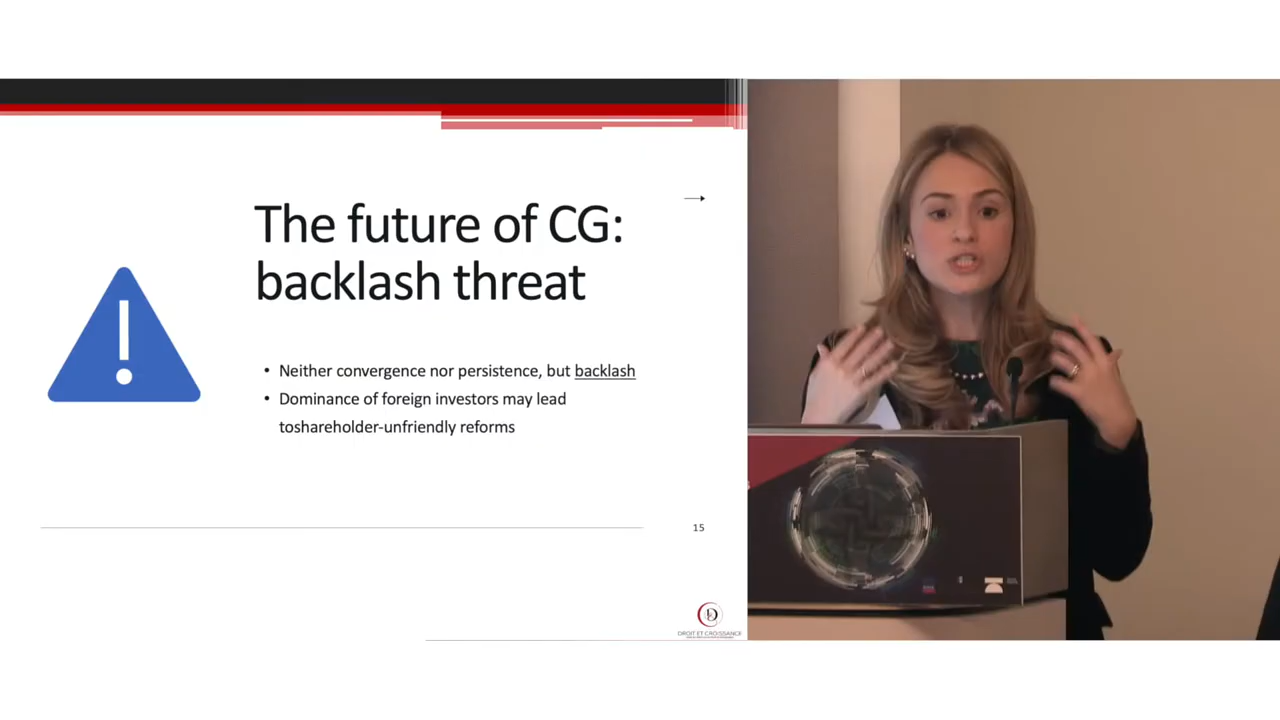 The future of CG:
backlash threat
• Neither convergence nor persistence, but backlash
• Dominance of foreign investors may lead
toshareholder-unfriendly reforms
15
DROIT ET CROISSANCE